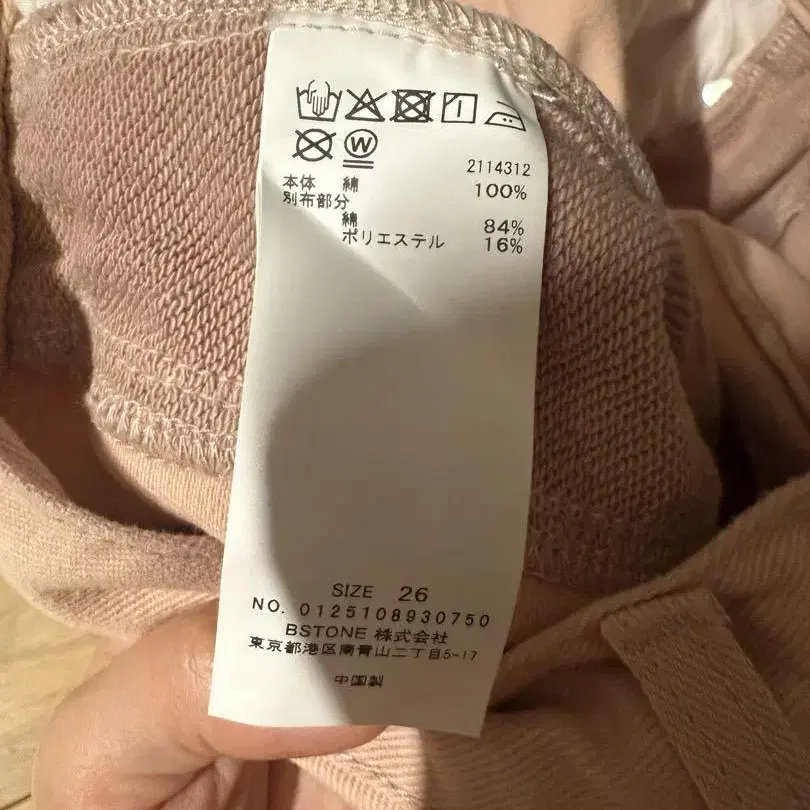 2114312
本体 綿 100%
別布部分
綿 84%
ポリエステル 16%
SIZE 26
NO. 0125108930750
BSTONE 株式会社
東京都港区南青山二丁目5-17
中国製